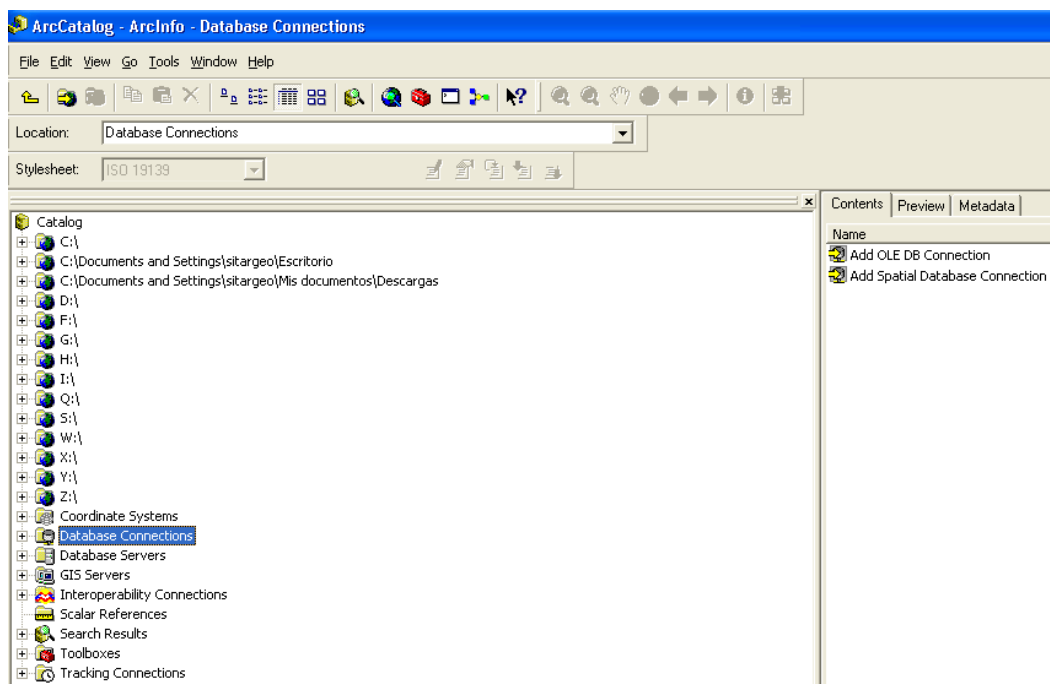 ArcCatalog - ArcInfo - Database Connections
File Edit View Go Tools Window Help
Location: Database Connections
Stylesheet: ISO 19139
Catalog
C:\
C:\Documents and Settings\sitargeo\Escritorio
C:\Documents and Settings\sitargeo\Mis documentos\Descargas
D:\
F:\
G:\
H:\
I:\
Q:\
S:\
W:\
X:\
Y:\
Z:\
Coordinate Systems
Database Connections
Database Servers
GIS Servers
Interoperability Connections
Scalar References
Search Results
Toolboxes
Tracking Connections
Contents Preview Metadata
Name
Add OLE DB Connection
Add Spatial Database Connection